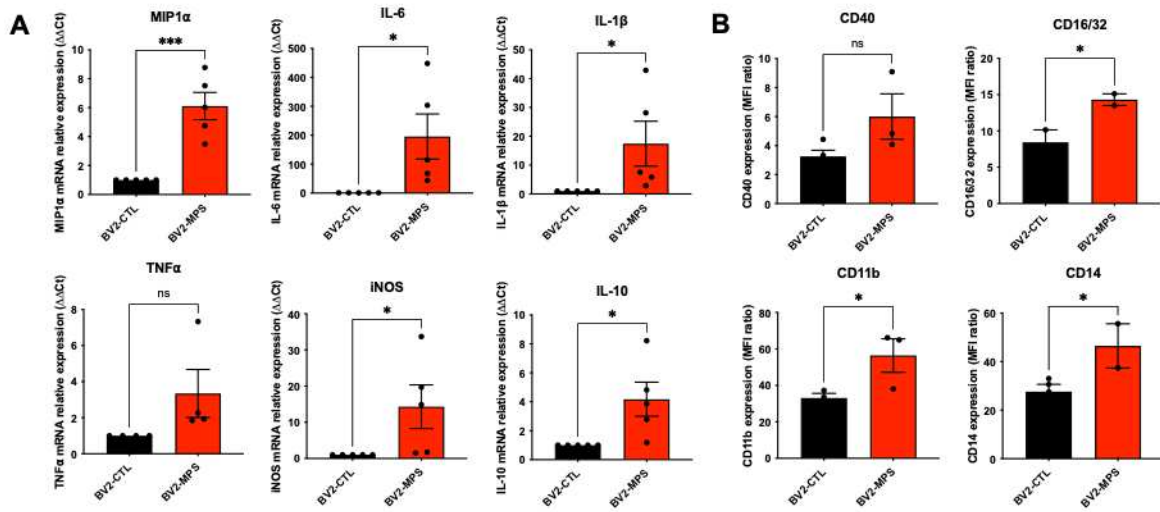 A
MIP1α
***
MIP1α mRNA relative expression (ΔΔCt)
10
8
6
4
2
0
BV2-CTL
BV2-MPS
IL-6
*
IL-6 mRNA relative expression (ΔΔCt)
500
400
300
200
100
0
BV2-CTL
BV2-MPS
IL-1β
*
IL-1β mRNA relative expression (ΔΔCt)
50
40
30
20
10
0
BV2-CTL
BV2-MPS
B
CD40
ns
CD40 expression (MFI ratio)
10
8
6
4
2
0
BV2-CTL
BV2-MPS
CD16/32
*
CD16/32 expression (MFI ratio)
20
15
10
5
0
BV2-CTL
BV2-MPS
TNFα
ns
TNFα mRNA relative expression (ΔΔCt)
8
6
4
2
0
BV2-CTL
BV2-MPS
iNOS
*
iNOS mRNA relative expression (ΔΔCt)
40
30
20
10
0
BV2-CTL
BV2-MPS
IL-10
*
IL-10 mRNA relative expression (ΔΔCt)
10
8
6
4
2
0
BV2-CTL
BV2-MPS
CD11b
*
CD11b expression (MFI ratio)
80
60
40
20
0
BV2-CTL
BV2-MPS
CD14
*
CD14 expression (MFI ratio)
60
40
20
0
BV2-CTL
BV2-MPS